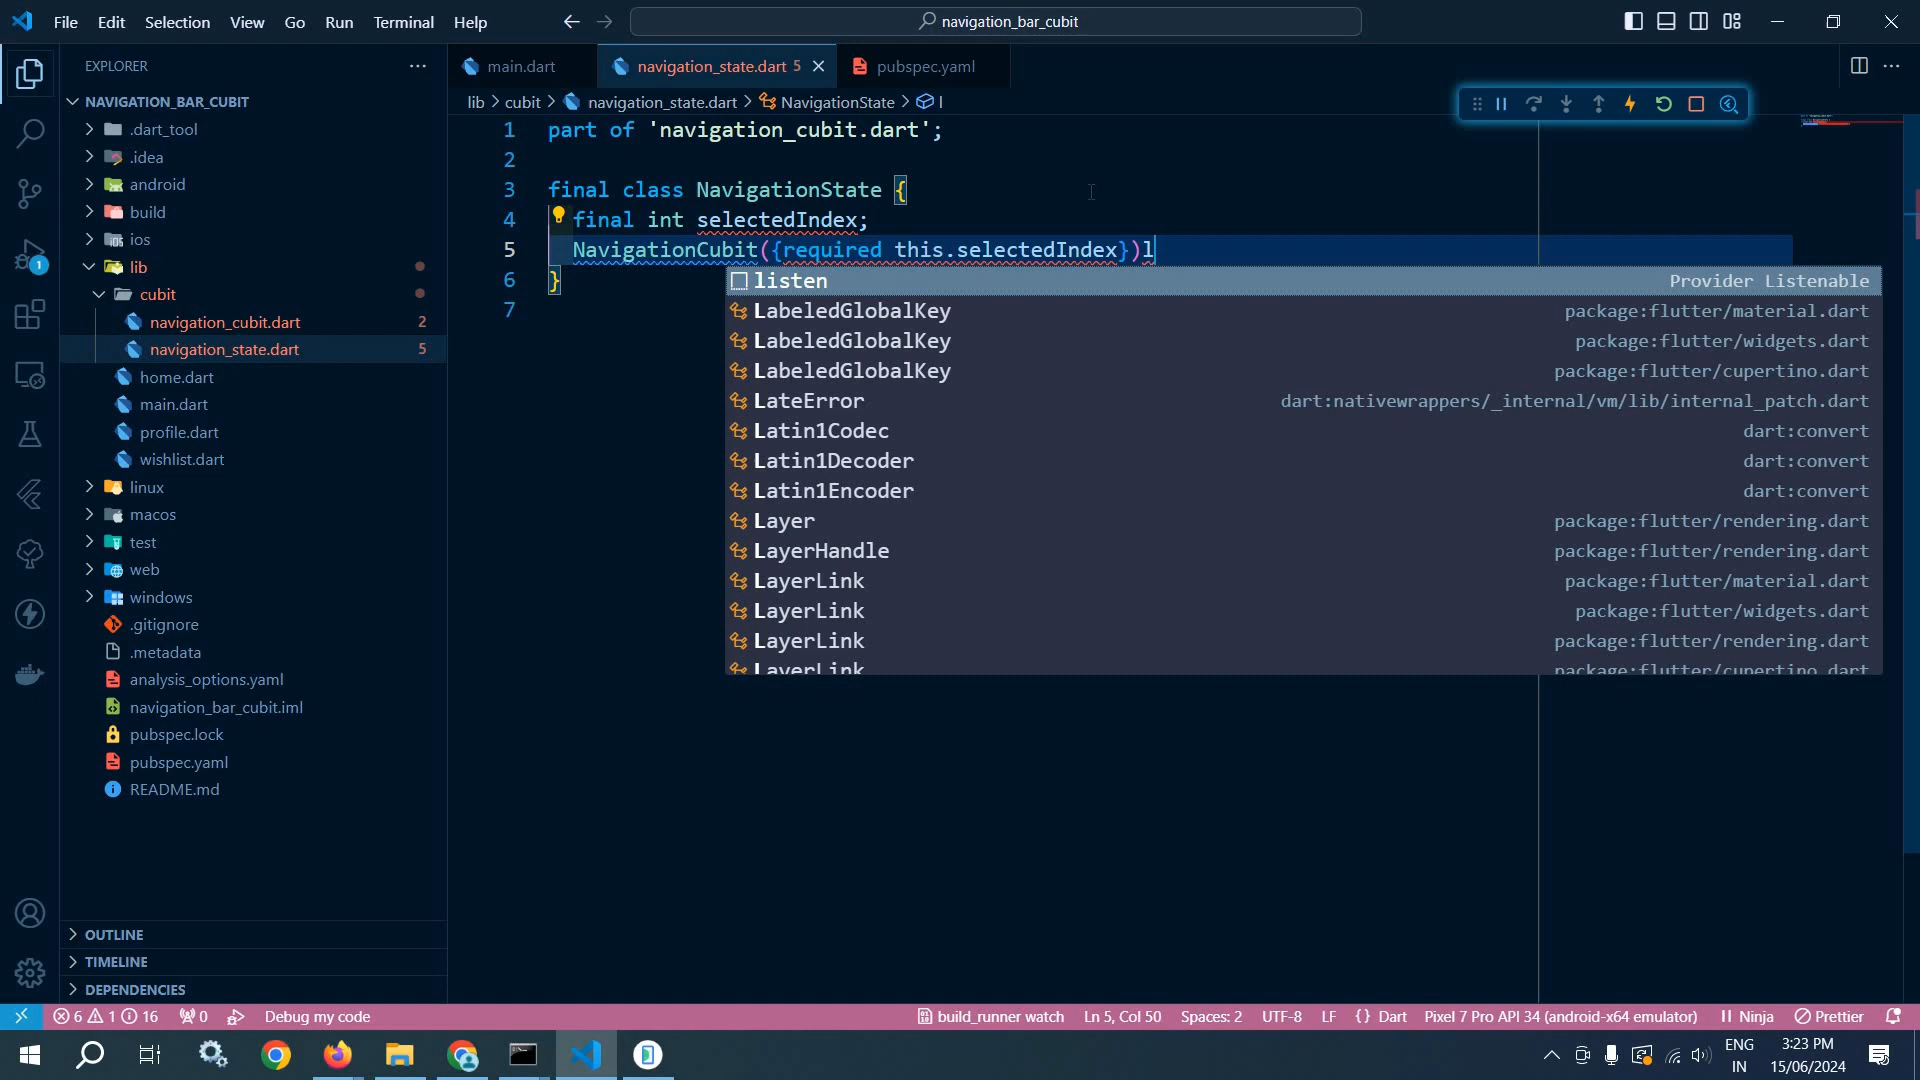 File Edit Selection View Go Run Terminal Help
navigation_bar_cubit
EXPLORER
NAVIGATION_BAR_CUBIT
.dart_tool
.idea
android
build
ios
lib
cubit
navigation_cubit.dart 2
navigation_state.dart 5
home.dart
main.dart
profile.dart
wishlist.dart
linux
macos
test
web
windows
.gitignore
.metadata
analysis_options.yaml
navigation_bar_cubit.iml
pubspec.lock
pubspec.yaml
README.md
OUTLINE
TIMELINE
DEPENDENCIES
1
main.dart navigation_state.dart 5 pubspec.yaml
lib > cubit > navigation_state.dart > NavigationState > l
1 part of 'navigation_cubit.dart';
2
3 final class NavigationState {
4 final int selectedIndex;
5 NavigationCubit({required this.selectedIndex})l
6 }
7
listen Provider Listenable
LabeledGlobalKey package:flutter/material.dart
LabeledGlobalKey package:flutter/widgets.dart
LabeledGlobalKey package:flutter/cupertino.dart
LateError dart:nativewrappers/_internal/vm/lib/internal_patch.dart
Latin1Codec dart:convert
Latin1Decoder dart:convert
Latin1Encoder dart:convert
Layer package:flutter/rendering.dart
LayerHandle package:flutter/rendering.dart
LayerLink package:flutter/material.dart
LayerLink package:flutter/widgets.dart
LayerLink package:flutter/rendering.dart
LayerLink package:flutter/cupertino.dart
6 1 16 0 Debug my code build_runner watch Ln 5, Col 50 Spaces: 2 UTF-8 LF { } Dart Pixel 7 Pro API 34 (android-x64 emulator) Ninja Prettier
ENG
IN
3:23 PM
15/06/2024